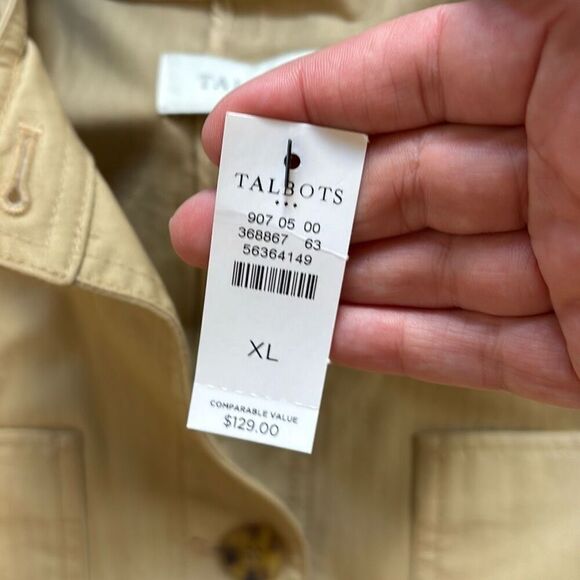 TALBOTS
907 05 00
368867 63
56364149
XL
COMPARABLE VALUE
$129.00